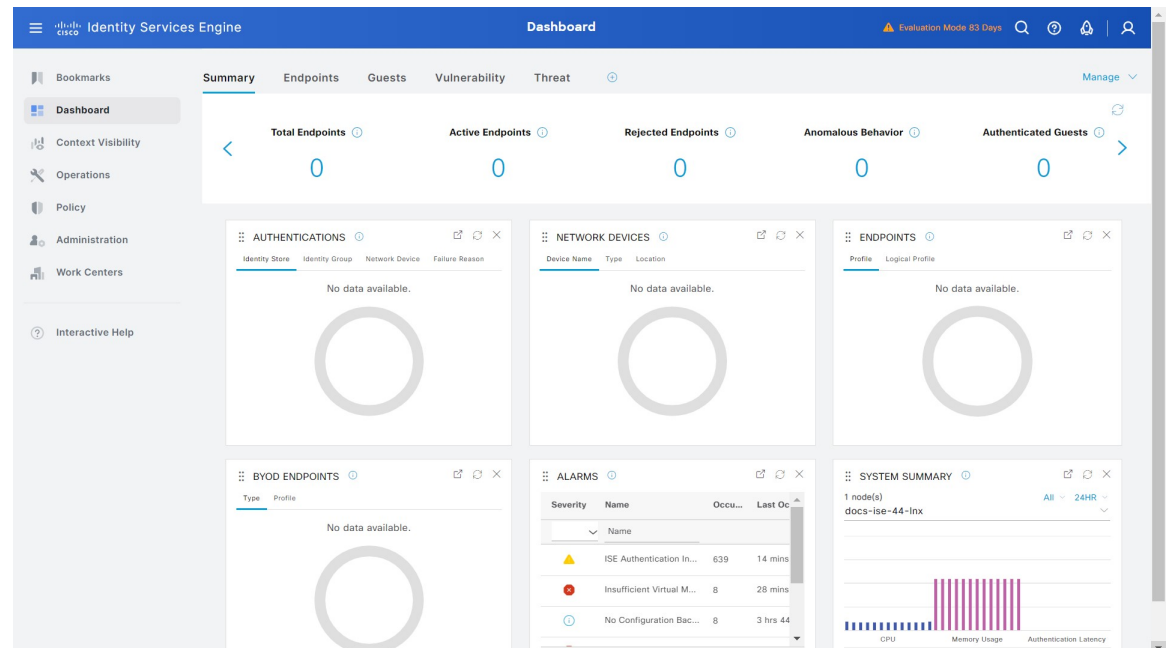 cisco Identity Services Engine
Dashboard
Evaluation Mode 83 Days
Bookmarks
Dashboard
Context Visibility
Operations
Policy
Administration
Work Centers
Interactive Help
Summary Endpoints Guests Vulnerability Threat
Manage
Total Endpoints Active Endpoints Rejected Endpoints Anomalous Behavior Authenticated Guests
0 0 0 0 0
AUTHENTICATIONS
Identity Store Identity Group Network Device Failure Reason
No data available.
NETWORK DEVICES
Device Name Type Location
No data available.
ENDPOINTS
Profile Logical Profile
No data available.
BYOD ENDPOINTS
Type Profile
No data available.
ALARMS
Severity Name Occu... Last Oc
Name
ISE Authentication In... 639 14 mins
Insufficient Virtual M... 8 28 mins
No Configuration Bac... 8 3 hrs 44
SYSTEM SUMMARY
1 node(s) All 24HR
docs-ise-44-lnx
CPU Memory Usage Authentication Latency